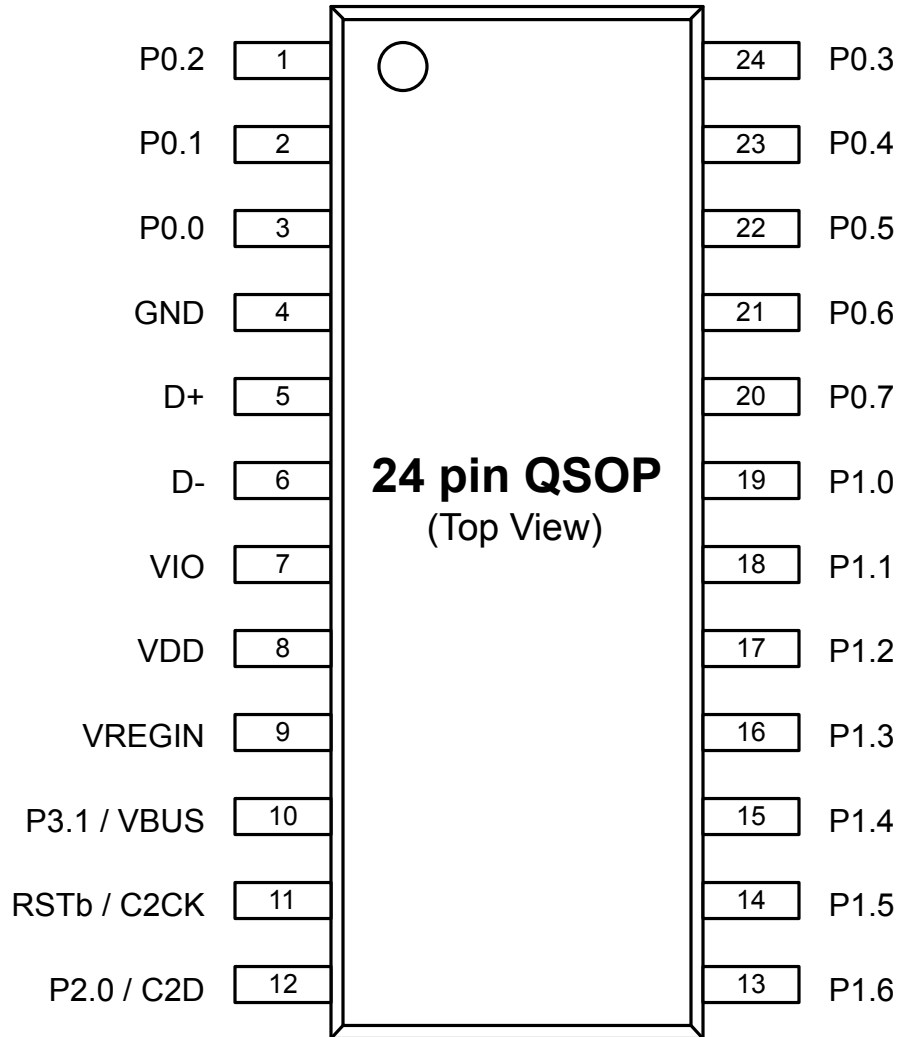 P0.2 1 24 P0.3
P0.1 2 23 P0.4
P0.0 3 22 P0.5
GND 4 21 P0.6
D+ 5 20 P0.7
D- 6 19 P1.0
24 pin QSOP
(Top View)
VIO 7 18 P1.1
VDD 8 17 P1.2
VREGIN 9 16 P1.3
P3.1 / VBUS 10 15 P1.4
RSTb / C2CK 11 14 P1.5
P2.0 / C2D 12 13 P1.6